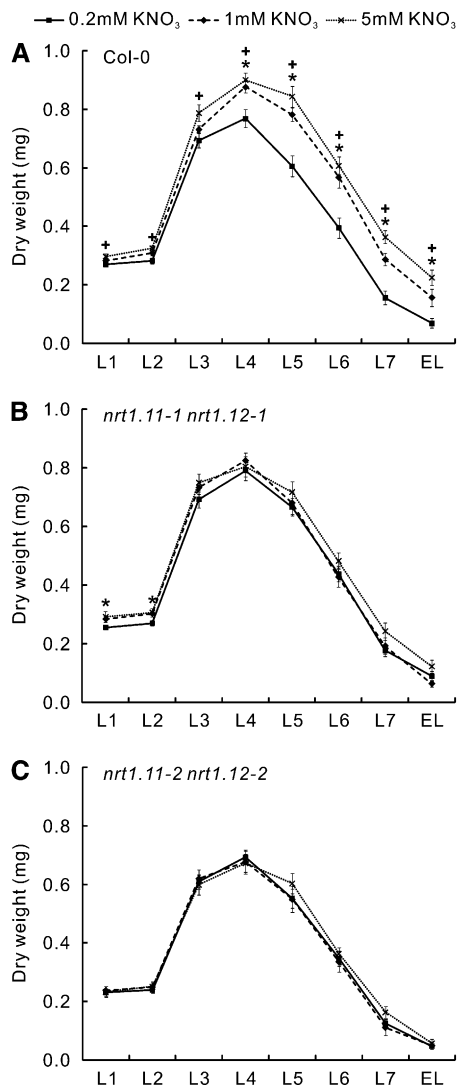 0.2mM KNO₃ 1mM KNO₃ 5mM KNO₃
A Col-0
Dry weight (mg)
1.0
0.8
0.6
0.4
0.2
0.0
+ + + + + + + +
* * * * *
L1 L2 L3 L4 L5 L6 L7 EL
B nrt1.11-1 nrt1.12-1
Dry weight (mg)
1.0
0.8
0.6
0.4
0.2
0.0
* *
L1 L2 L3 L4 L5 L6 L7 EL
C nrt1.11-2 nrt1.12-2
Dry weight (mg)
1.0
0.8
0.6
0.4
0.2
0.0
L1 L2 L3 L4 L5 L6 L7 EL